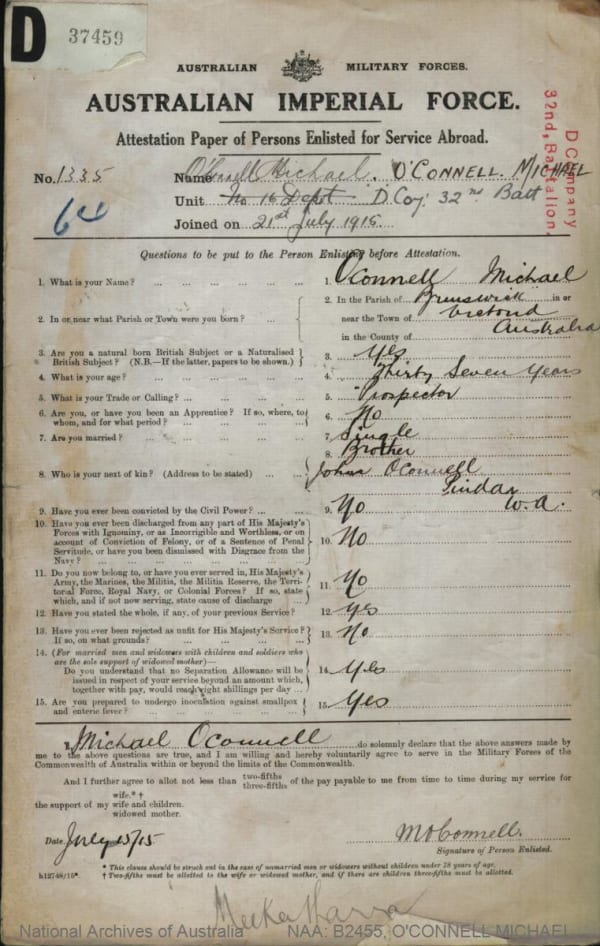 D
37459
AUSTRALIAN MILITARY FORCES.
AUSTRALIAN IMPERIAL FORCE.
Attestation Paper of Persons Enlisted for Service Abroad.
D Company
32nd, Battalion.
No. 1335
Name O'Connell Michael. O'CONNELL. MICHAEL
64
Unit No 16 Depot D. Coy: 32nd Batt
Joined on 21st July 1915
Questions to be put to the Person Enlisting before Attestation.
1. What is your Name? ... ... ... ... 1. OConnell Michael
2. In or near what Parish or Town were you born? ... 2. In the Parish of Brunswick in or
near the Town of Victoria
in the County of Australia
3. Are you a natural born British Subject or a Naturalised
British Subject? (N.B.—If the latter, papers to be shown.) 3. Yes
4. What is your age? ... ... ... ... 4. Thirty Seven Years
5. What is your Trade or Calling? ... ... ... 5. Prospector
6. Are you, or have you been an Apprentice? If so, where, to
whom, and for what period? ... ... ... 6. No
7. Are you married? ... ... ... ... 7. Single
8. Who is your next of kin? (Address to be stated) ... ... 8. Brother
John OConnell
Pindar
W.A.
9. Have you ever been convicted by the Civil Power? ... ... 9. No
10. Have you ever been discharged from any part of His Majesty's
Forces with Ignominy, or as Incorrigible and Worthless, or on
account of Conviction of Felony, or of a Sentence of Penal
Servitude, or have you been dismissed with Disgrace from the
Navy? ... ... ... ... 10. No
11. Do you now belong to, or have you ever served in, His Majesty's
Army, the Marines, the Militia, the Militia Reserve, the Terri-
torial Force, Royal Navy, or Colonial Forces? If so, state
which, and if not now serving, state cause of discharge ... 11. No
12. Have you stated the whole, if any, of your previous Service? 12. Yes
13. Have you ever been rejected as unfit for His Majesty's Service?
If so, on what grounds? ... ... ... 13. No
14. (For married men and widowers with children and soldiers who
are the sole support of widowed mother)—
Do you understand that no Separation Allowance will be
issued in respect of your service beyond an amount which,
together with pay, would reach eight shillings per day ... 14. Yes
15. Are you prepared to undergo inoculation against smallpox
and enteric fever? ... ... ... ... 15. Yes
I, Michael Oconnell do solemnly declare that the above answers made by
me to the above questions are true, and I am willing and hereby voluntarily agree to serve in the Military Forces of the
Commonwealth of Australia within or beyond the limits of the Commonwealth.
And I further agree to allot not less than two-fifths three-fifths of the pay payable to me from time to time during my service for
wife.*†
the support of my wife and children.
widowed mother.
Date July 15/15
M OConnell.
Signature of Person Enlisted.
* This clause should be struck out in the case of unmarried men or widowers without children under 18 years of age.
b12748/15*. † Two-fifths must be allotted to the wife or widowed mother, and if there are children three-fifths must be allotted.
Meekatharra
National Archives of Australia NAA: B2455, O'CONNELL MICHAEL